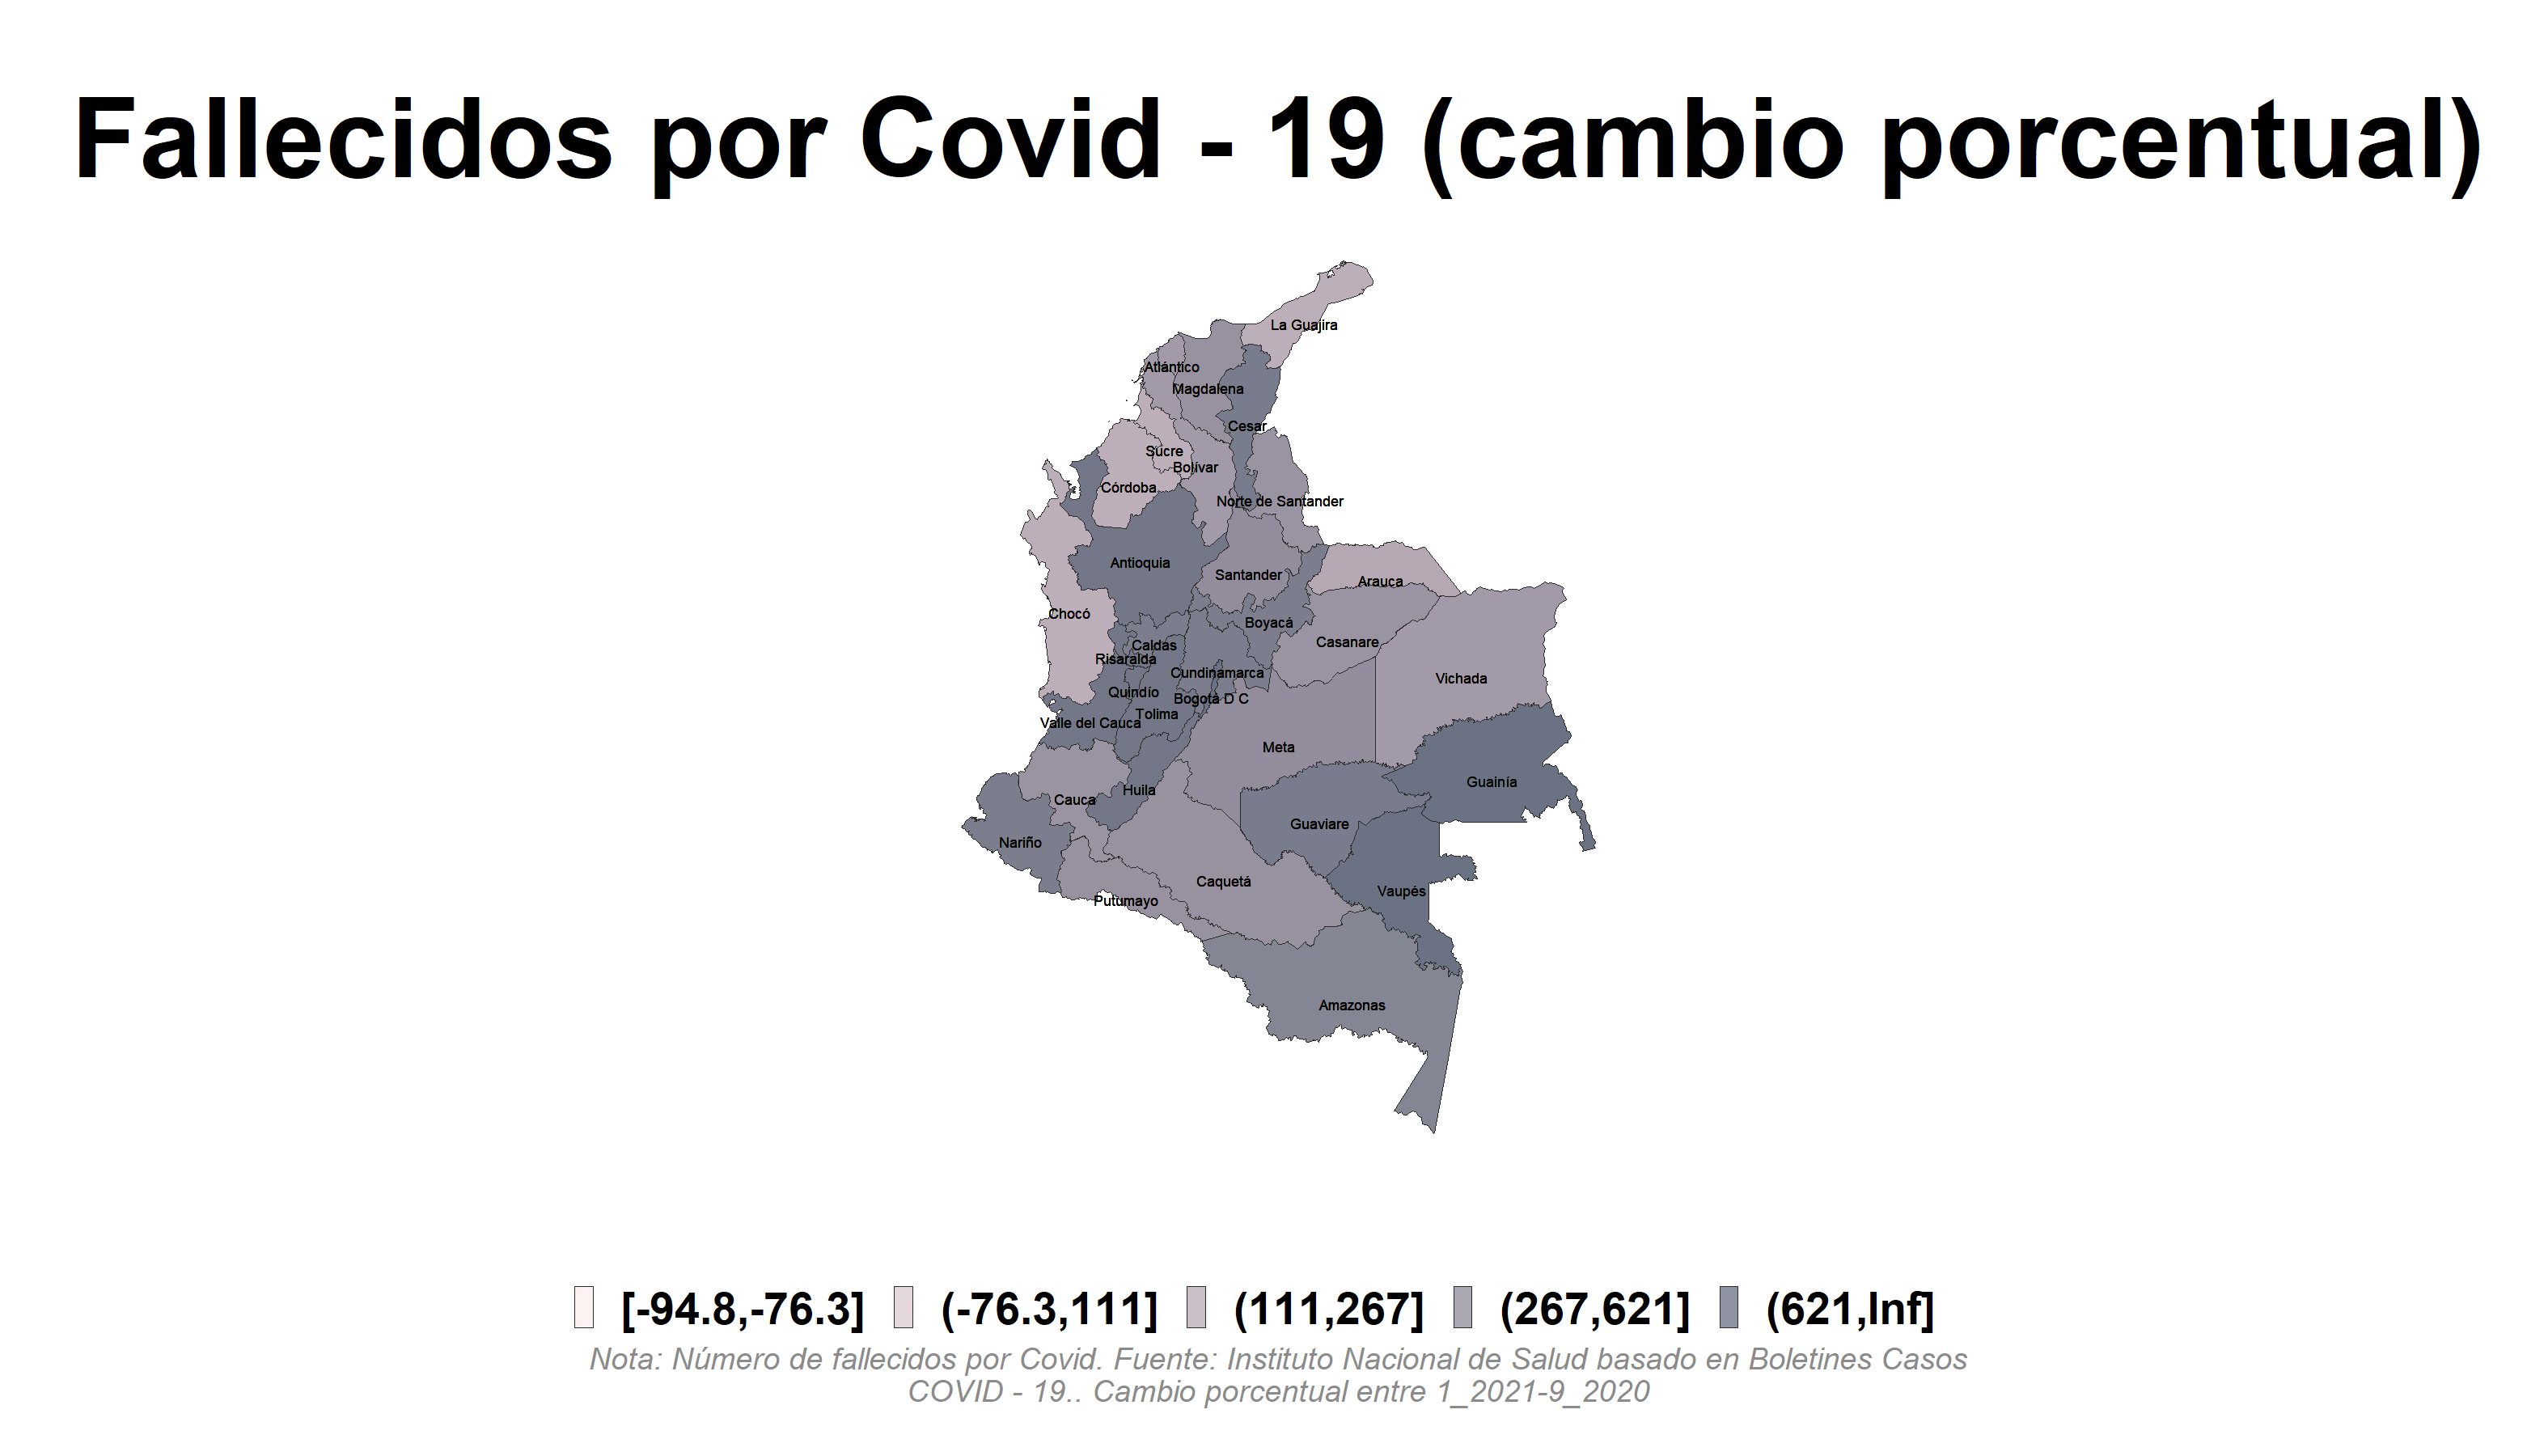 Fallecidos por Covid - 19 (cambio porcentual)
La Guajira
Atlántico
Magdalena
Cesar
Sucre
Bolívar
Córdoba
Norte de Santander
Antioquia
Santander
Arauca
Chocó
Boyacá
Casanare
Caldas
Risaralda
Cundinamarca
Vichada
Quindío
Bogotá D C
Tolima
Valle del Cauca
Meta
Guainía
Huila
Cauca
Guaviare
Nariño
Caquetá
Vaupés
Putumayo
Amazonas
[-94.8,-76.3] (-76.3,111] (111,267] (267,621] (621,Inf]
Nota: Número de fallecidos por Covid. Fuente: Instituto Nacional de Salud basado en Boletines Casos
COVID - 19.. Cambio porcentual entre 1_2021-9_2020